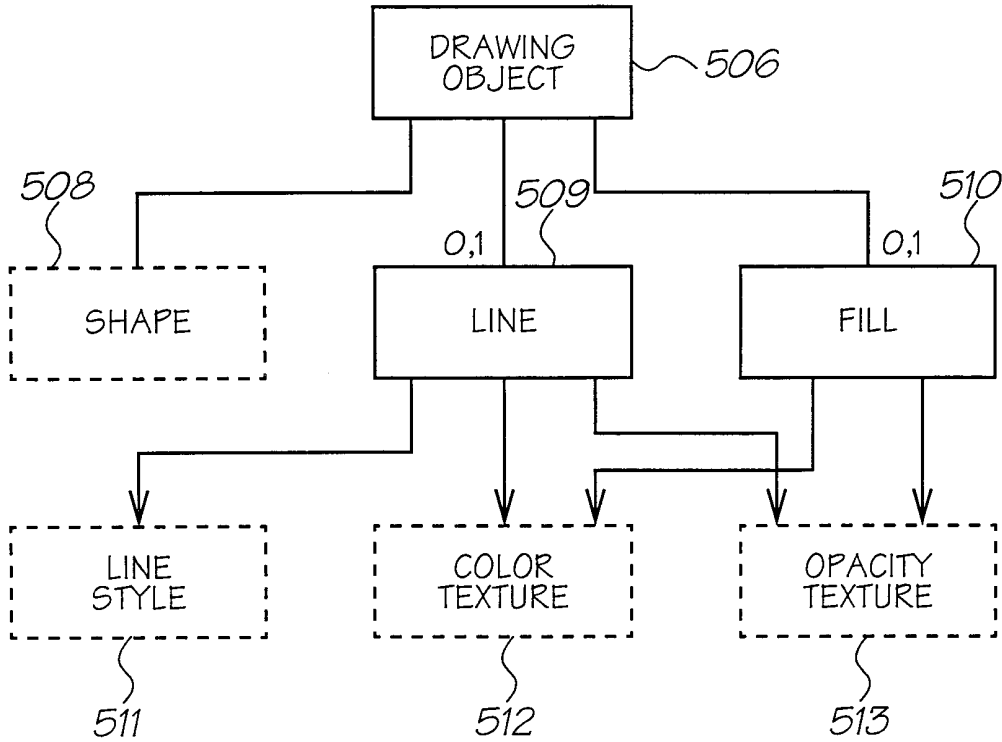 DRAWING
OBJECT
506
508
509
510
0,1
0,1
SHAPE
LINE
FILL
LINE
STYLE
COLOR
TEXTURE
OPACITY
TEXTURE
511
512
513